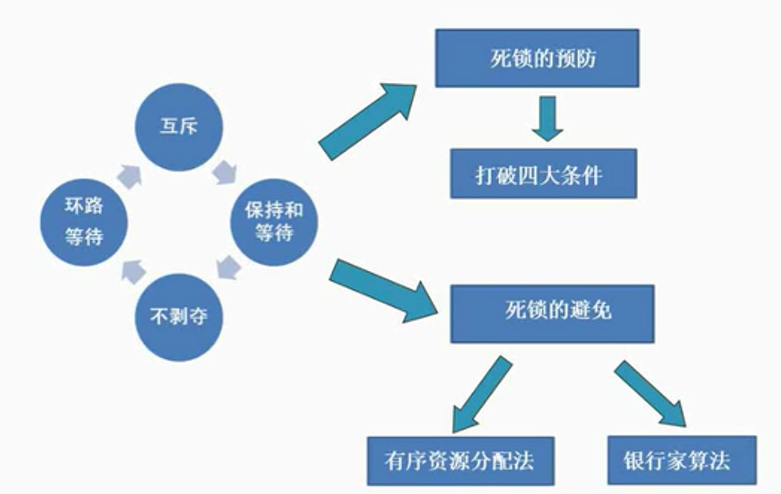 互斥
保持和
等待
不剥夺
环路
等待
死锁的预防
打破四大条件
死锁的避免
有序资源分配法
银行家算法